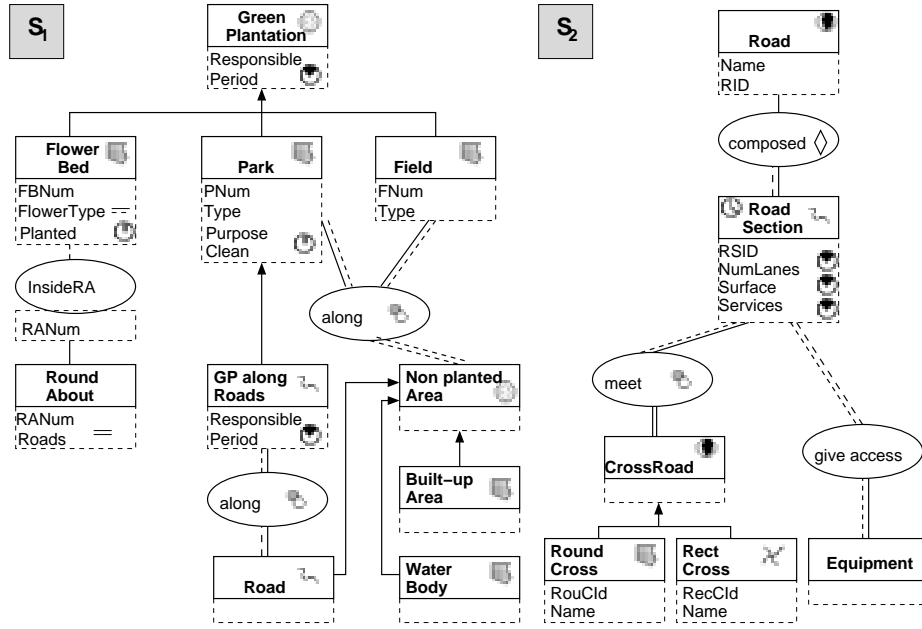 S1
Green
Plantation
Responsible
Period
Flower
Bed
FBNum
FlowerType
Planted
Park
PNum
Type
Purpose
Clean
Field
FNum
Type
InsideRA
RANum
along
Round
About
RANum
Roads
GP along
Roads
Responsible
Period
Non planted
Area
along
Built-up
Area
Road
Water
Body
S2
Road
Name
RID
composed
Road
Section
RSID
NumLanes
Surface
Services
meet
give access
CrossRoad
Round
Cross
RouCId
Name
Rect
Cross
RecCId
Name
Equipment